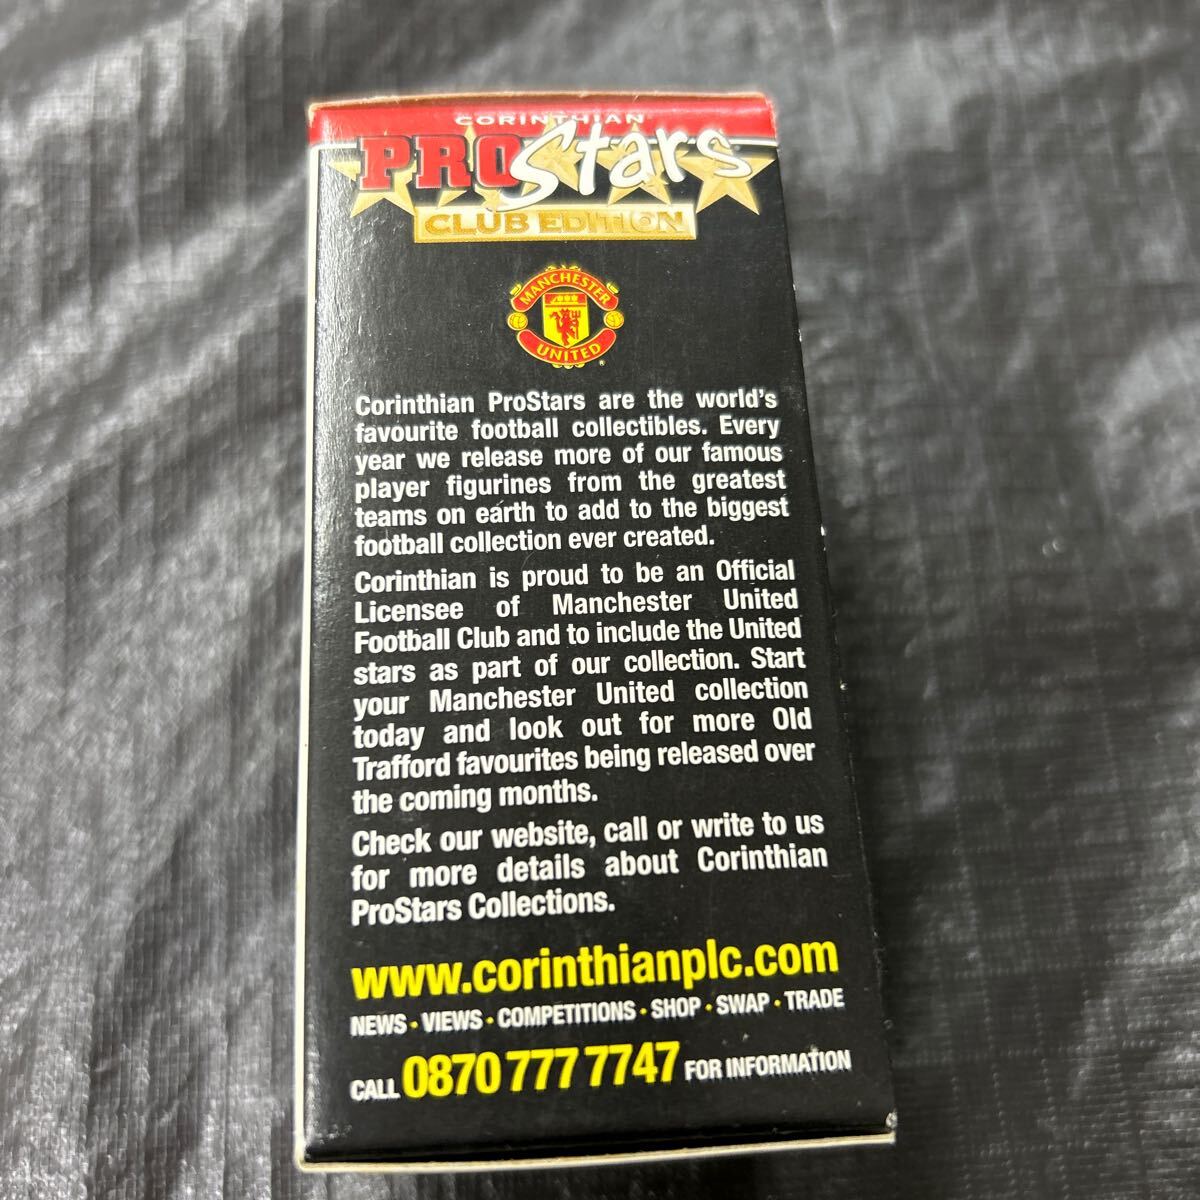 CORINTHIAN
PROStars
CLUB EDITION
MANCHESTER
UNITED
Corinthian ProStars are the world's
favourite football collectibles. Every
year we release more of our famous
player figurines from the greatest
teams on earth to add to the biggest
football collection ever created.
Corinthian is proud to be an Official
Licensee of Manchester United
Football Club and to include the United
stars as part of our collection. Start
your Manchester United collection
today and look out for more Old
Trafford favourites being released over
the coming months.
Check our website, call or write to us
for more details about Corinthian
ProStars Collections.
www.corinthianplc.com
NEWS · VIEWS · COMPETITIONS · SHOP · SWAP · TRADE
CALL 0870 777 7747 FOR INFORMATION